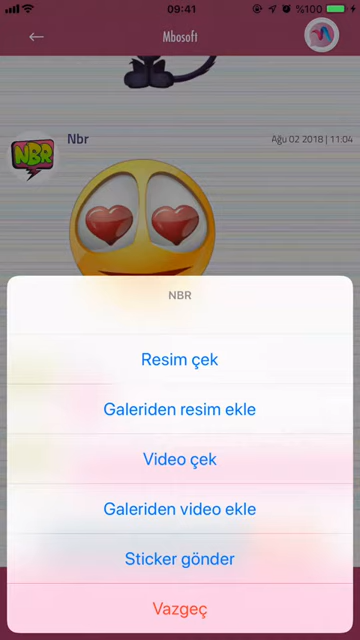 09:41
%100
Mbosoft
NBR
Nbr
Ağu 02 2018 | 11:04
NBR
Resim çek
Galeriden resim ekle
Video çek
Galeriden video ekle
Sticker gönder
Vazgeç